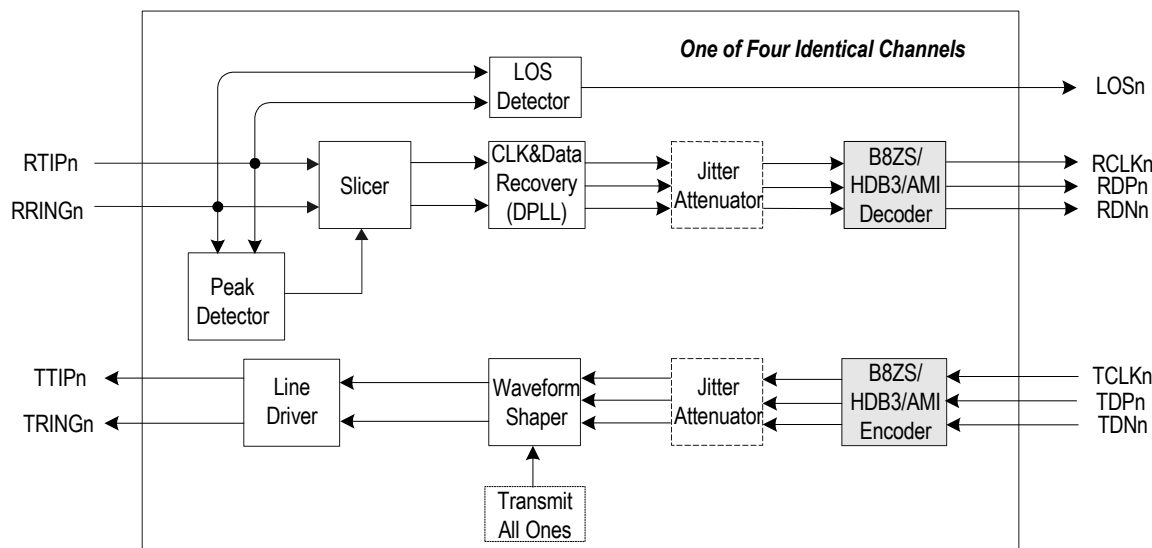 One of Four Identical Channels
LOS
Detector
LOSn
RTIPn
RRINGn
Slicer
CLK&Data
Recovery
(DPLL)
Jitter
Attenuator
B8ZS/
HDB3/AMI
Decoder
RCLKn
RDPn
RDNn
Peak
Detector
TTIPn
TRINGn
Line
Driver
Waveform
Shaper
Jitter
Attenuator
B8ZS/
HDB3/AMI
Encoder
TCLKn
TDPn
TDNn
Transmit
All Ones